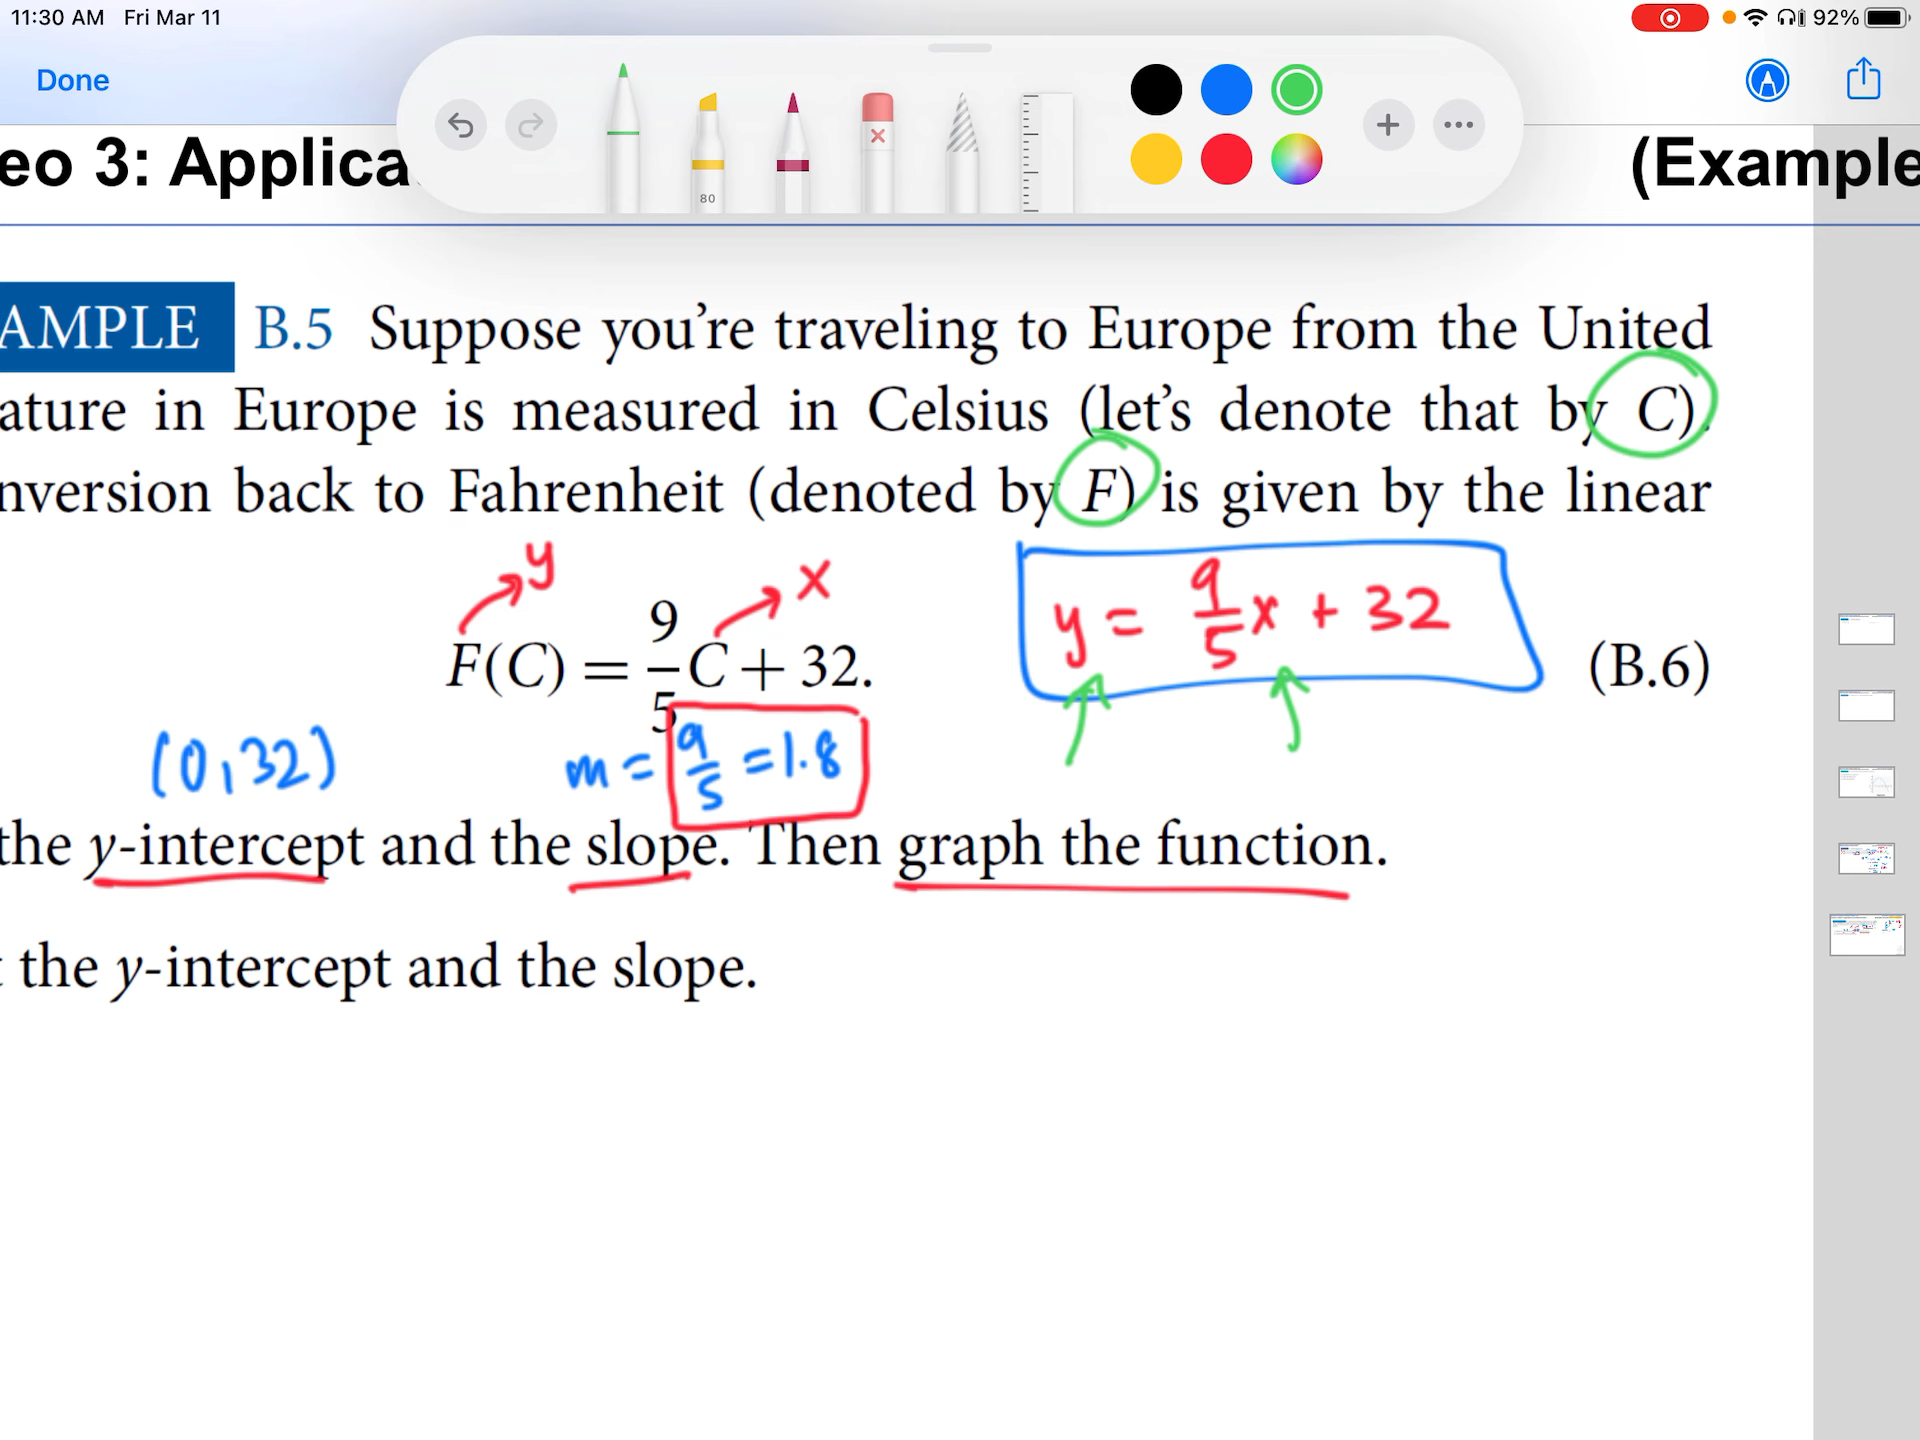 11:30 AM Fri Mar 11
92%
Done
80
eo 3: Applica
(Example
AMPLE B.5 Suppose you're traveling to Europe from the United
ature in Europe is measured in Celsius (let's denote that by C).
nversion back to Fahrenheit (denoted by F) is given by the linear
y
x
F(C) = 9/5 C + 32.
y = 9/5 x + 32
(B.6)
(0,32)
m = 9/5 = 1.8
the y-intercept and the slope. Then graph the function.
the y-intercept and the slope.